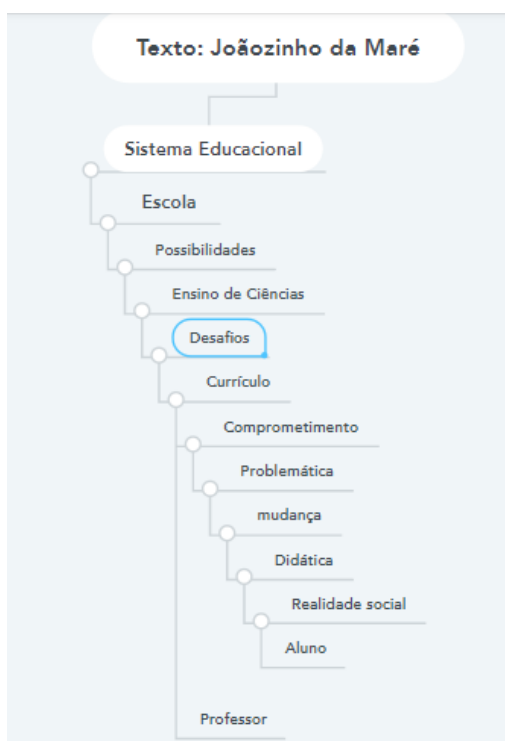 Texto: Joãozinho da Maré
Sistema Educacional
Escola
Possibilidades
Ensino de Ciências
Desafios
Currículo
Comprometimento
Problemática
mudança
Didática
Realidade social
Aluno
Professor